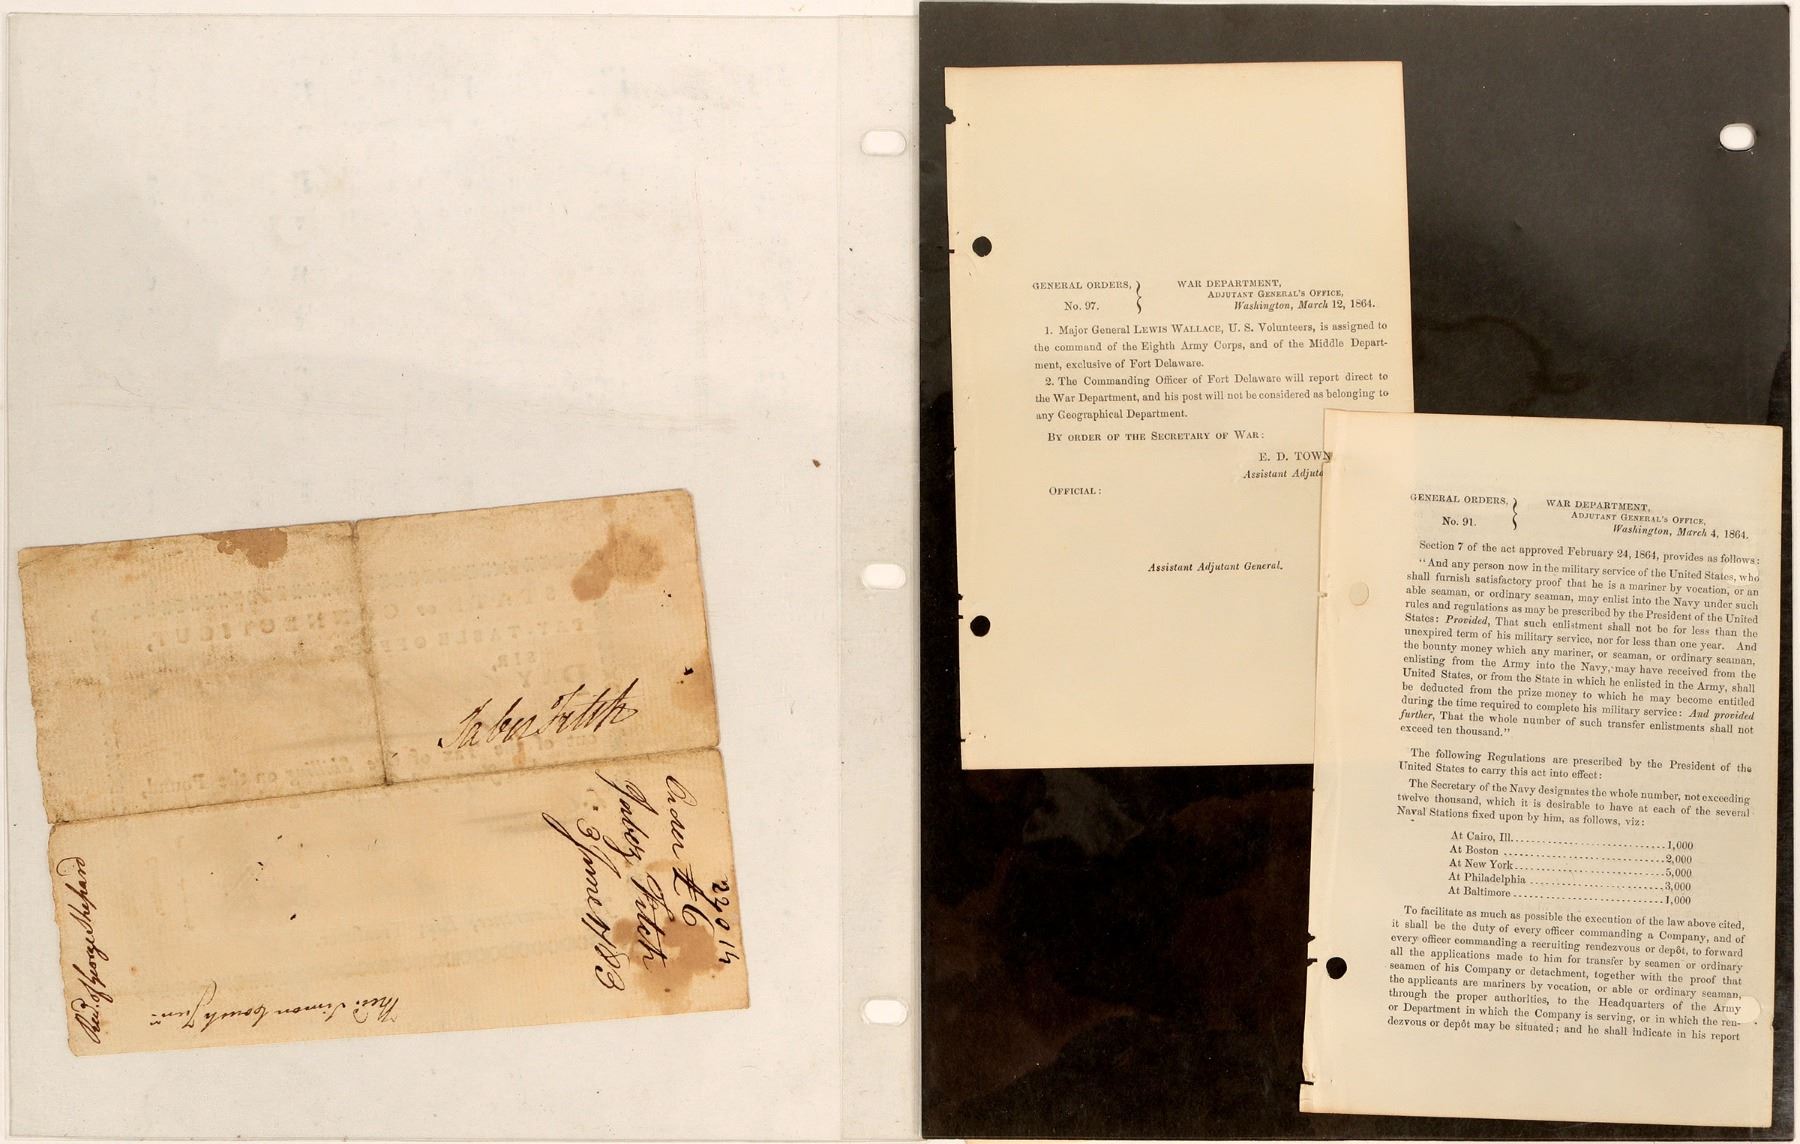 Jabez Fitch
Order £6
Jabez Fitch
3 June 1783
Recd. of George Shephard
GENERAL ORDERS,
No. 97.
WAR DEPARTMENT,
ADJUTANT GENERAL'S OFFICE,
Washington, March 12, 1864.
1. Major General LEWIS WALLACE, U. S. Volunteers, is assigned to
the command of the Eighth Army Corps, and of the Middle Depart-
ment, exclusive of Fort Delaware.
2. The Commanding Officer of Fort Delaware will report direct to
the War Department, and his post will not be considered as belonging to
any Geographical Department.
BY ORDER OF THE SECRETARY OF WAR:
E. D. TOWN
Assistant Adjuta
OFFICIAL:
Assistant Adjutant General.
GENERAL ORDERS,
No. 91.
WAR DEPARTMENT,
ADJUTANT GENERAL'S OFFICE,
Washington, March 4, 1864.
Section 7 of the act approved February 24, 1864, provides as follows:
"And any person now in the military service of the United States, who
shall furnish satisfactory proof that he is a mariner by vocation, or an
able seaman, or ordinary seaman, may enlist into the Navy under such
rules and regulations as may be prescribed by the President of the United
States: Provided, That such enlistment shall not be for less than the
unexpired term of his military service, nor for less than one year. And
the bounty money which any mariner, or seaman, or ordinary seaman,
enlisting from the Army into the Navy, may have received from the
United States, or from the State in which he enlisted in the Army, shall
be deducted from the prize money to which he may become entitled
during the time required to complete his military service: And provided
further, That the whole number of such transfer enlistments shall not
exceed ten thousand."
The following Regulations are prescribed by the President of the
United States to carry this act into effect:
The Secretary of the Navy designates the whole number, not exceeding
twelve thousand, which it is desirable to have at each of the several
Naval Stations fixed upon by him, as follows, viz:
At Cairo, Ill. 1,000
At Boston 2,000
At New York 5,000
At Philadelphia 3,000
At Baltimore 1,000
To facilitate as much as possible the execution of the law above cited,
it shall be the duty of every officer commanding a Company, and of
every officer commanding a recruiting rendezvous or depôt, to forward
all the applications made to him for transfer by seamen or ordinary
seamen of his Company or detachment, together with the proof that
the applicants are mariners by vocation, or able or ordinary seaman,
through the proper authorities, to the Headquarters of the Army
or Department in which the Company is serving, or in which the ren-
dezvous or depôt may be situated; and he shall indicate in his report